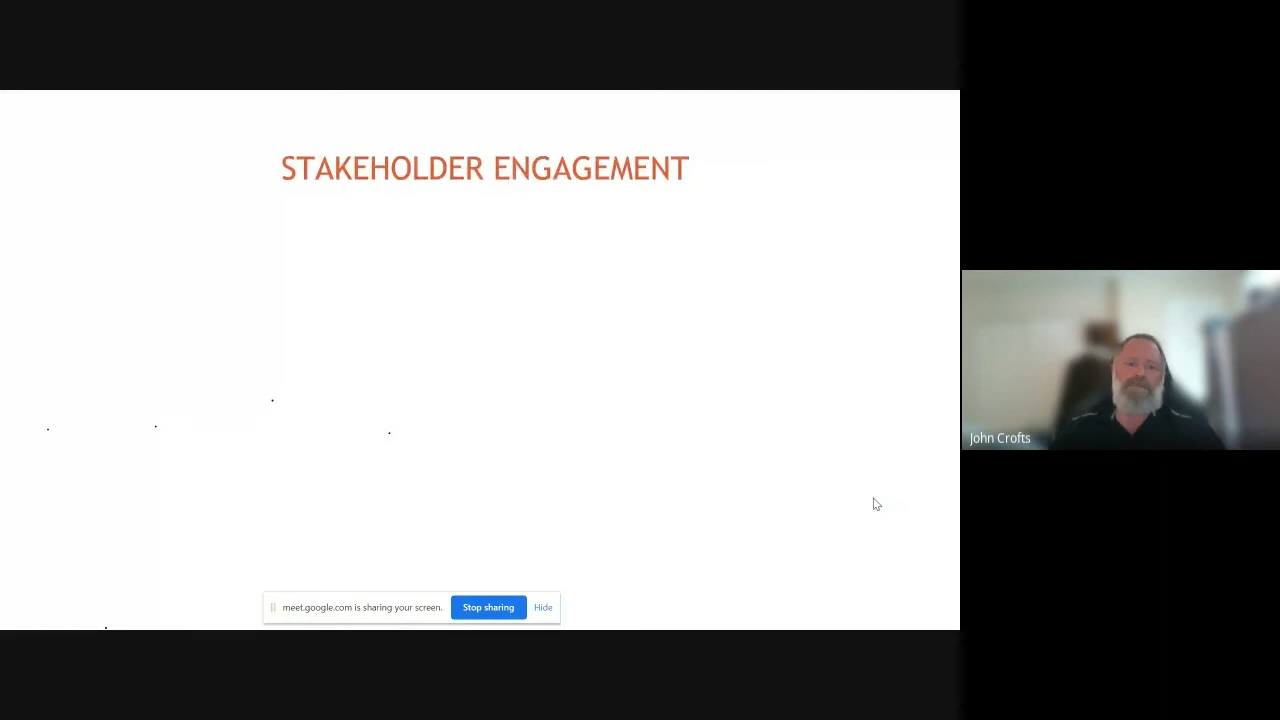 STAKEHOLDER ENGAGEMENT
John Crofts
meet.google.com is sharing your screen.
Stop sharing
Hide